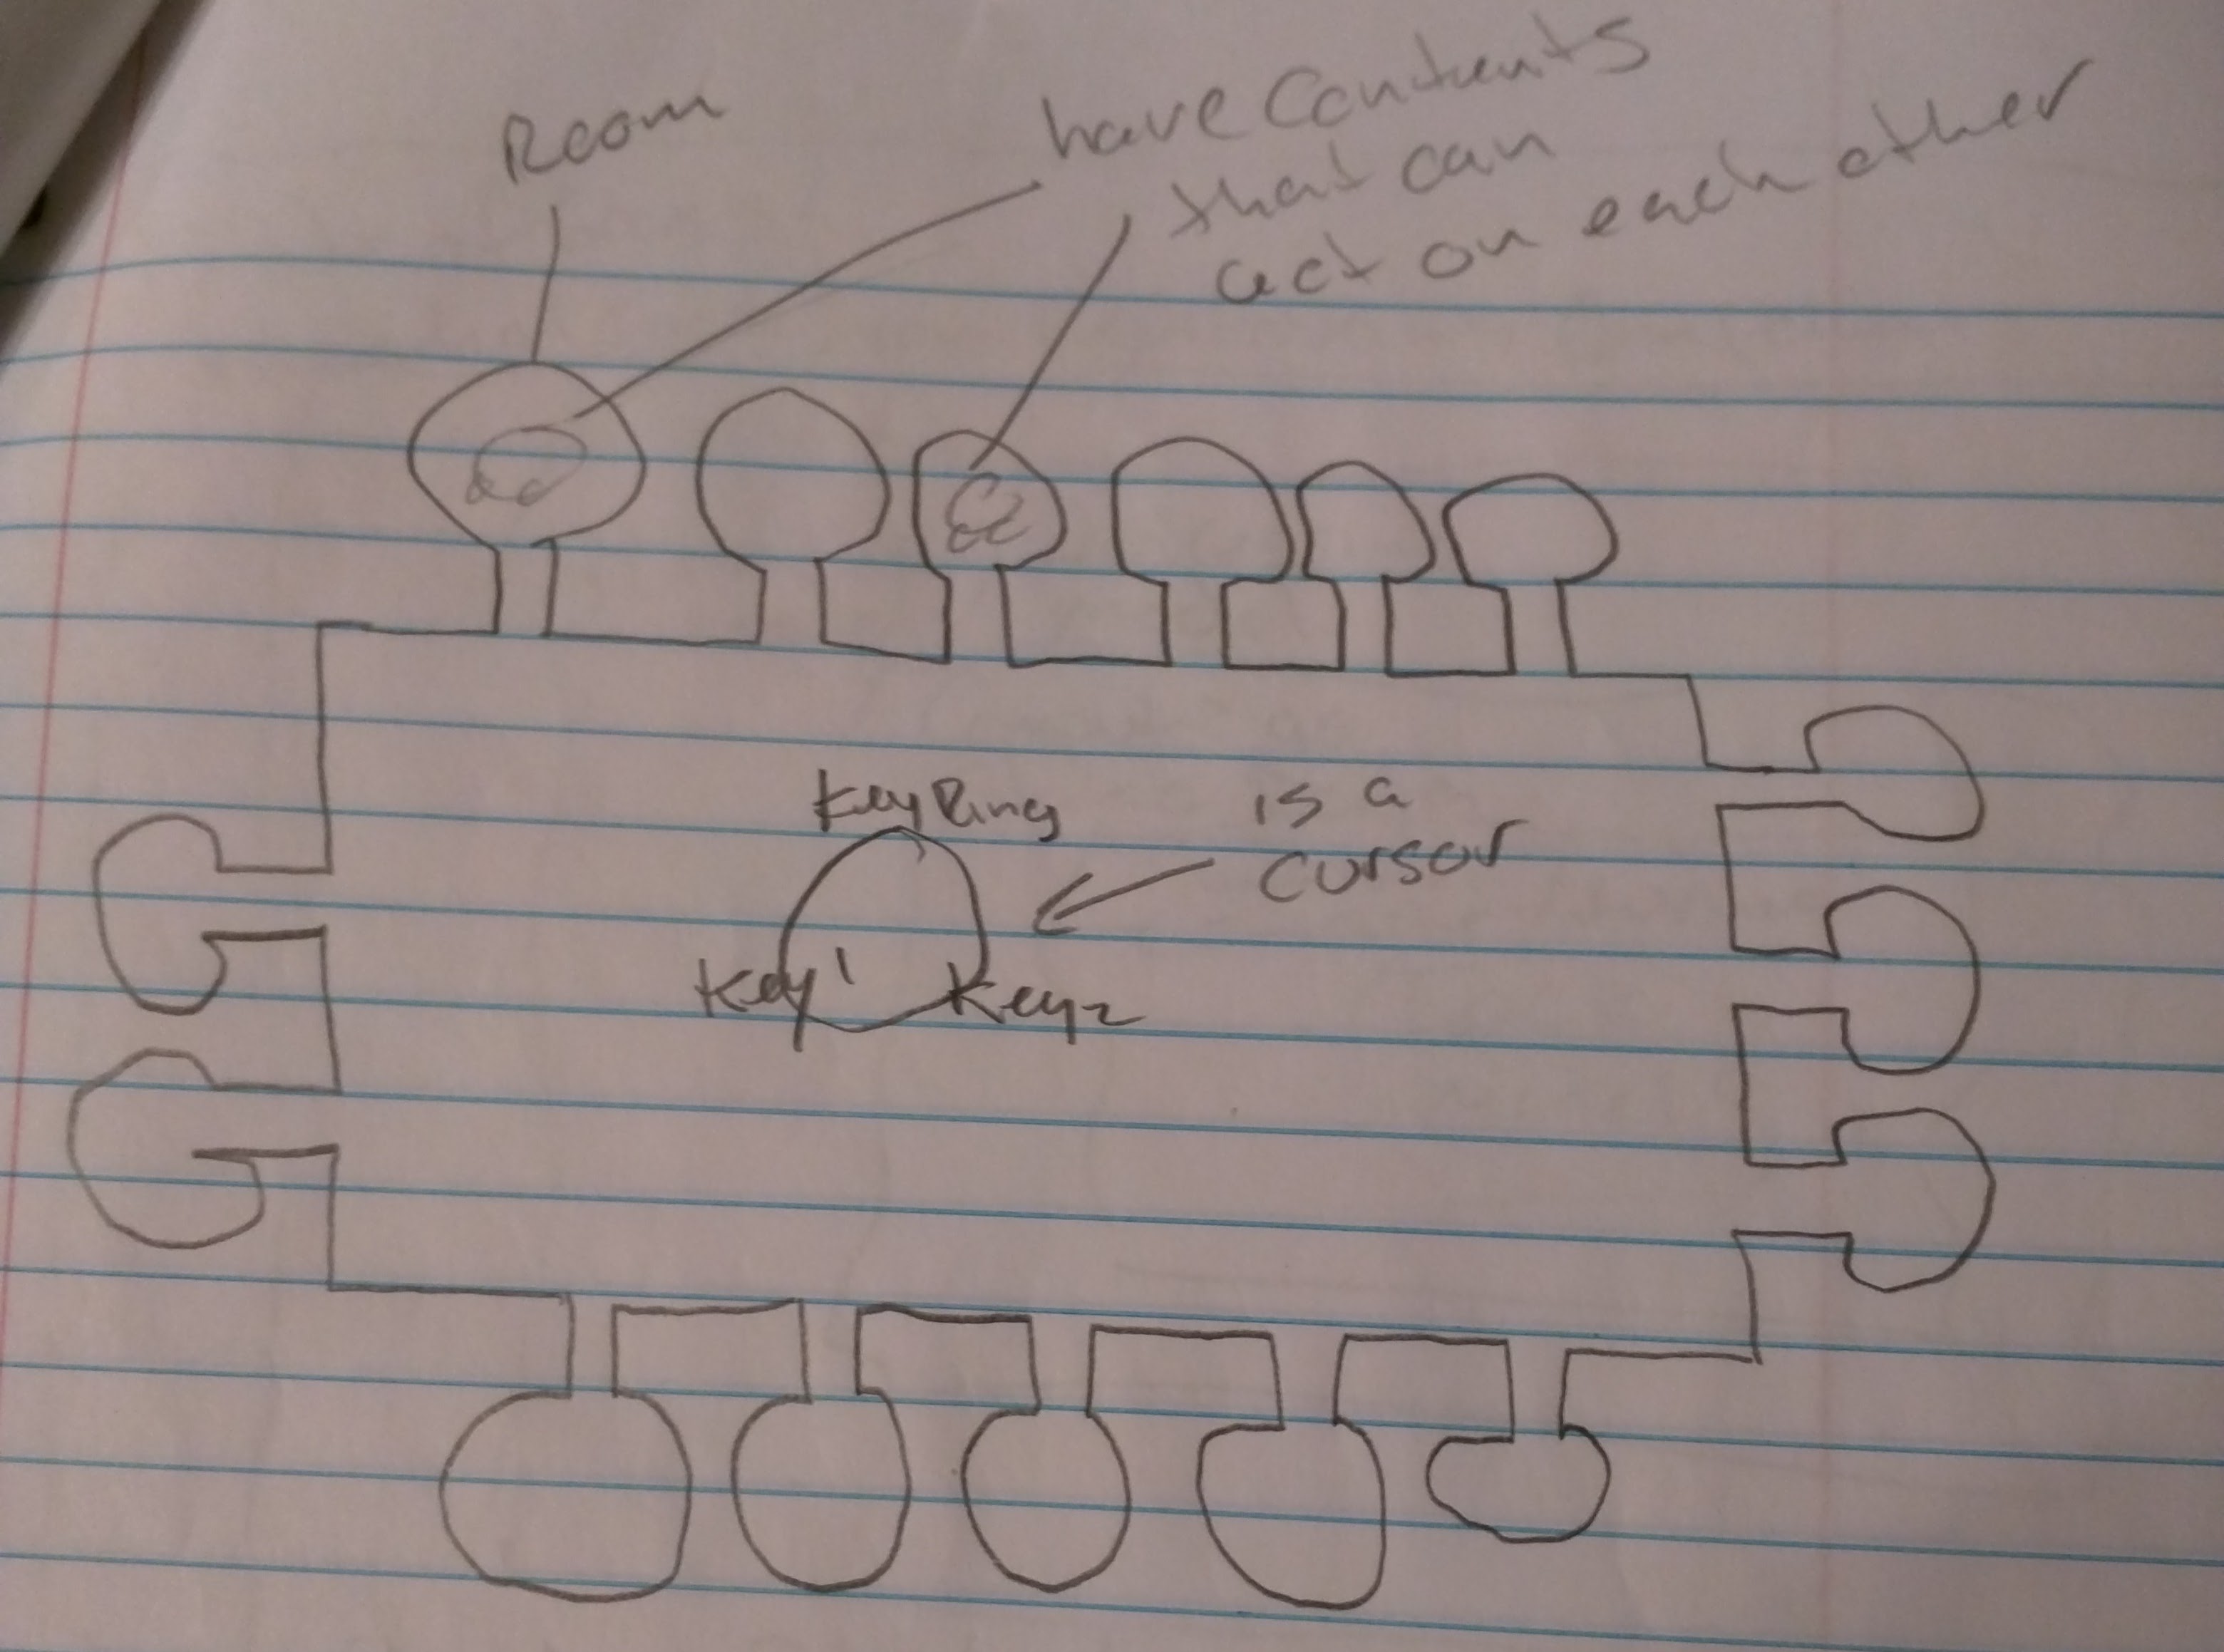 Room
have Contents
that can
act on each other
KeyRing
is a
cursor
Key1
Key2